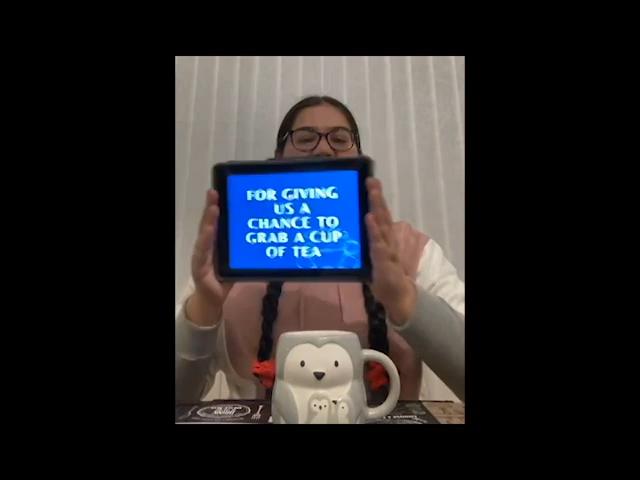 FOR GIVING
US A
CHANCE TO
GRAB A CUP
OF TEA